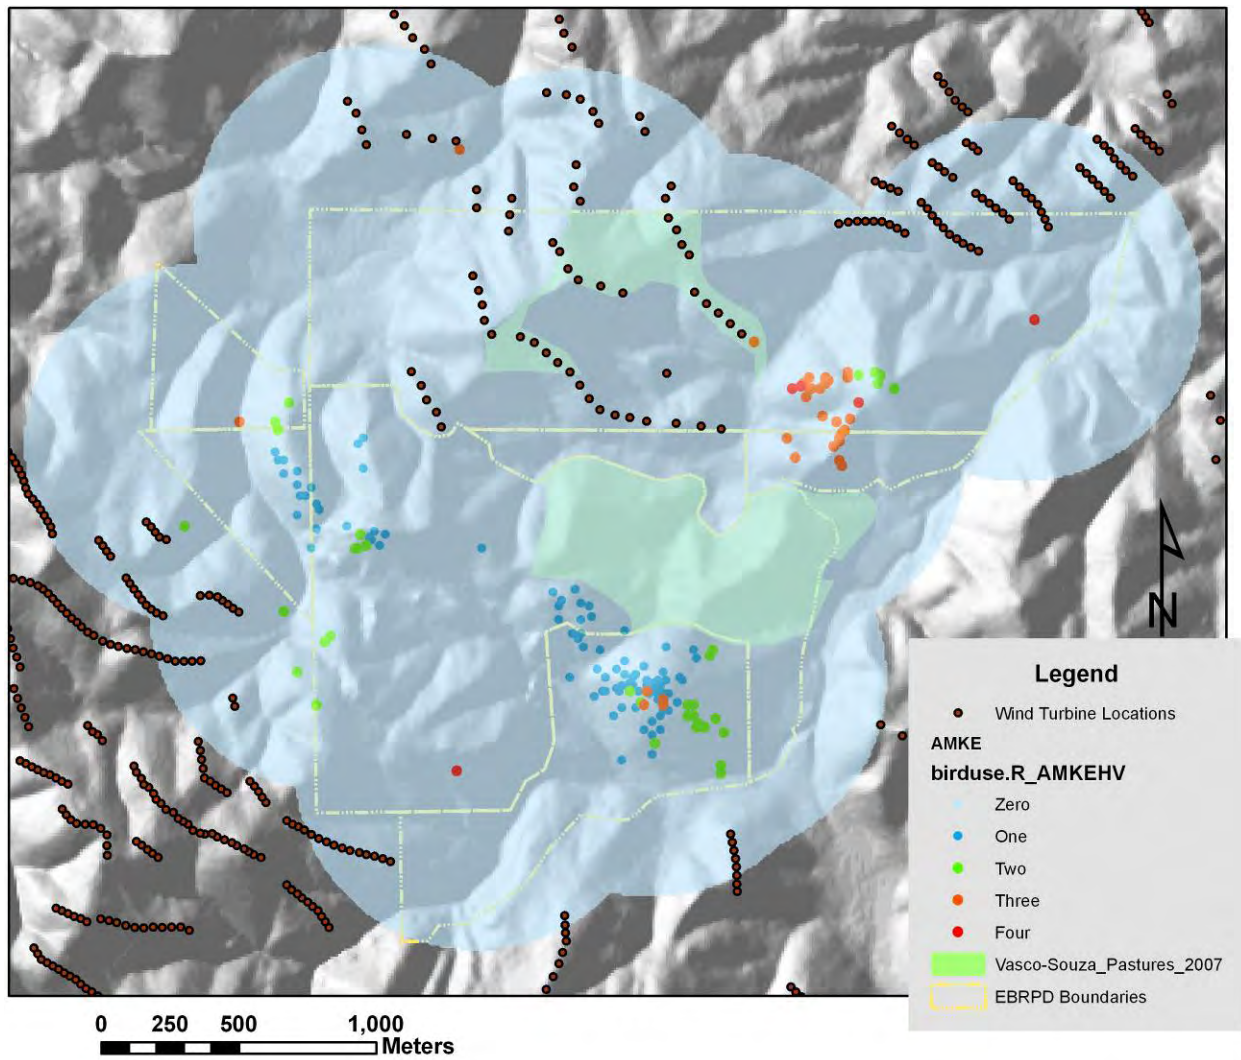 N
Legend
Wind Turbine Locations
AMKE
birduse.R_AMKEHV
Zero
One
Two
Three
Four
Vasco-Souza_Pastures_2007
EBRPD Boundaries
0 250 500 1,000
Meters